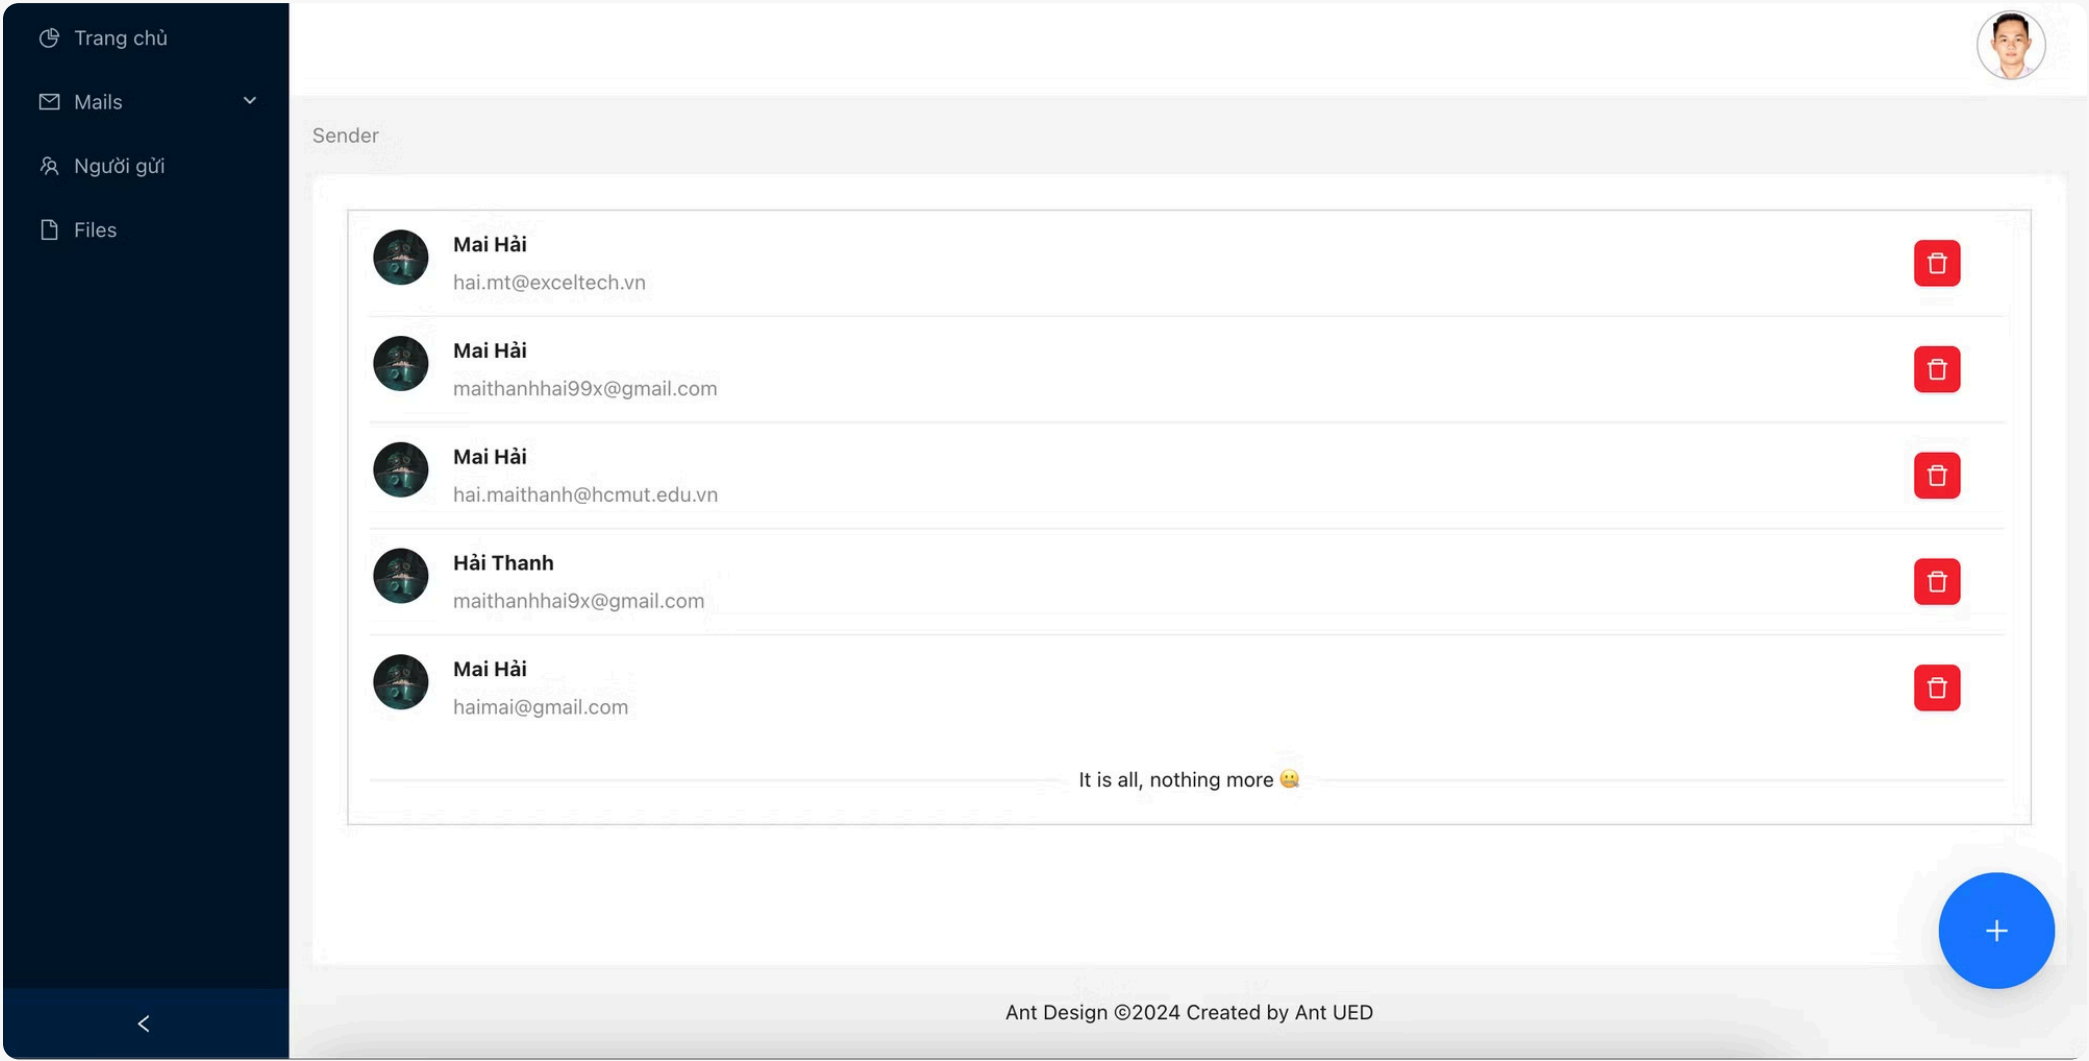 Trang chủ
Mails
Người gửi
Files
Sender
Mai Hải
hai.mt@exceltech.vn
Mai Hải
maithanhhai99x@gmail.com
Mai Hải
hai.maithanh@hcmut.edu.vn
Hải Thanh
maithanhhai9x@gmail.com
Mai Hải
haimai@gmail.com
It is all, nothing more 🤐
Ant Design ©2024 Created by Ant UED